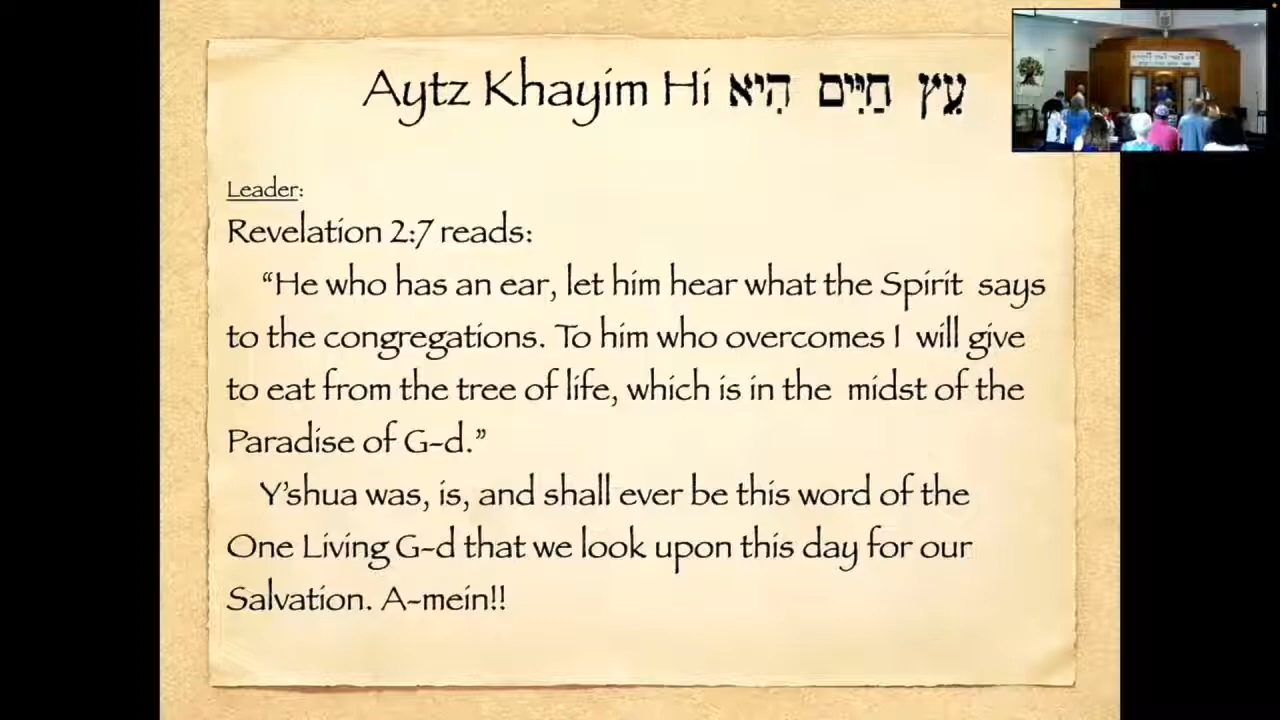 Aytz Khayim Hi עֵץ חַיִּים הִיא
Leader:
Revelation 2:7 reads:
“He who has an ear, let him hear what the Spirit says
to the congregations. To him who overcomes I will give
to eat from the tree of life, which is in the midst of the
Paradise of G-d.”
Y’shua was, is, and shall ever be this word of the
One Living G-d that we look upon this day for our
Salvation. A-mein!!